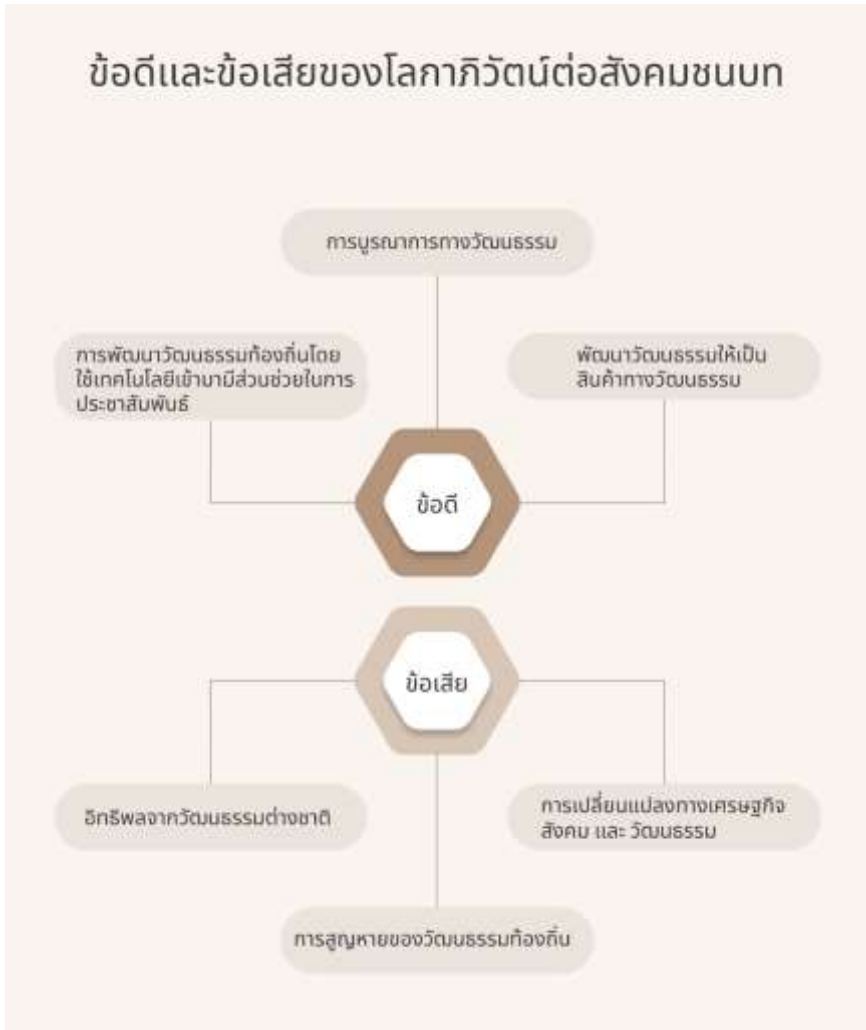 ข้อดีและข้อเสียของโลกาภิวัตน์ต่อสังคมชนบท
การบูรณาการทางวัฒนธรรม
การพัฒนาวัฒนธรรมท้องถิ่นโดย
ใช้เทคโนโลยีเข้ามามีส่วนช่วยในการ
ประชาสัมพันธ์
พัฒนาวัฒนธรรมให้เป็น
สินค้าทางวัฒนธรรม
ข้อดี
ข้อเสีย
อิทธิพลจากวัฒนธรรมต่างชาติ
การเปลี่ยนแปลงทางเศรษฐกิจ
สังคม และ วัฒนธรรม
การสูญหายของวัฒนธรรมท้องถิ่น